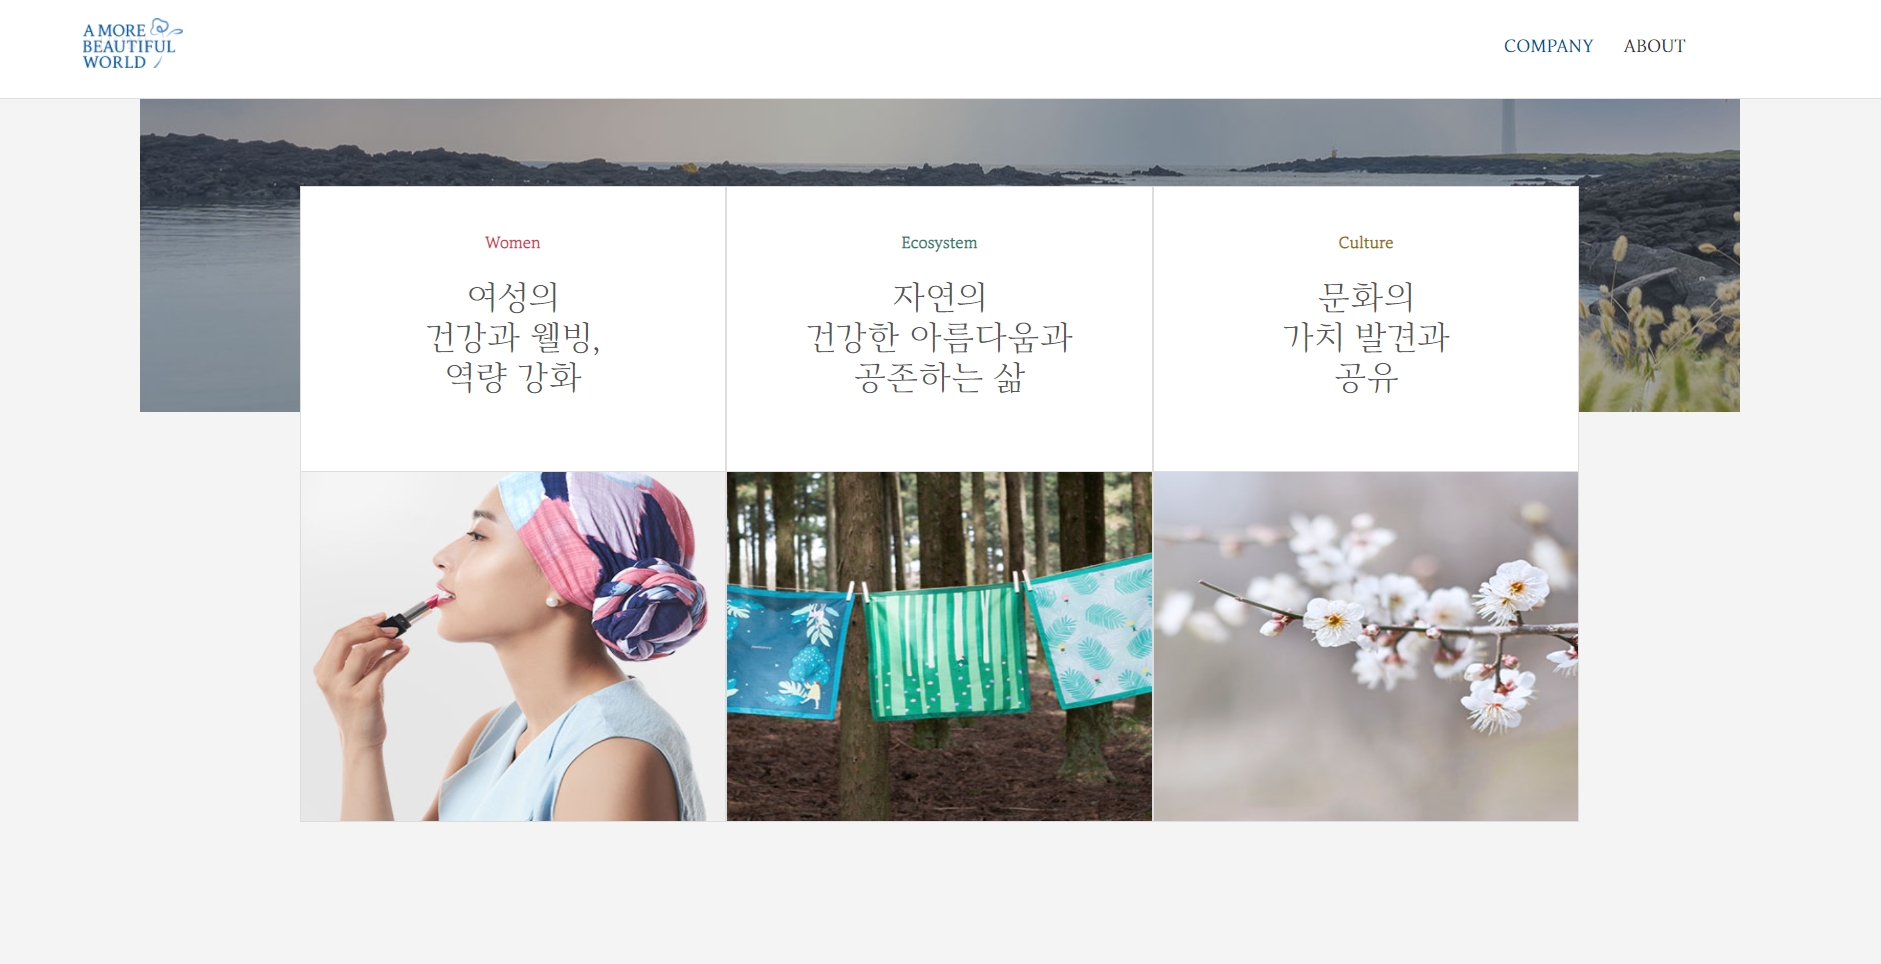 A MORE
BEAUTIFUL
WORLD
COMPANY ABOUT
Women
여성의
건강과 웰빙,
역량 강화
Ecosystem
자연의
건강한 아름다움과
공존하는 삶
Culture
문화의
가치 발견과
공유